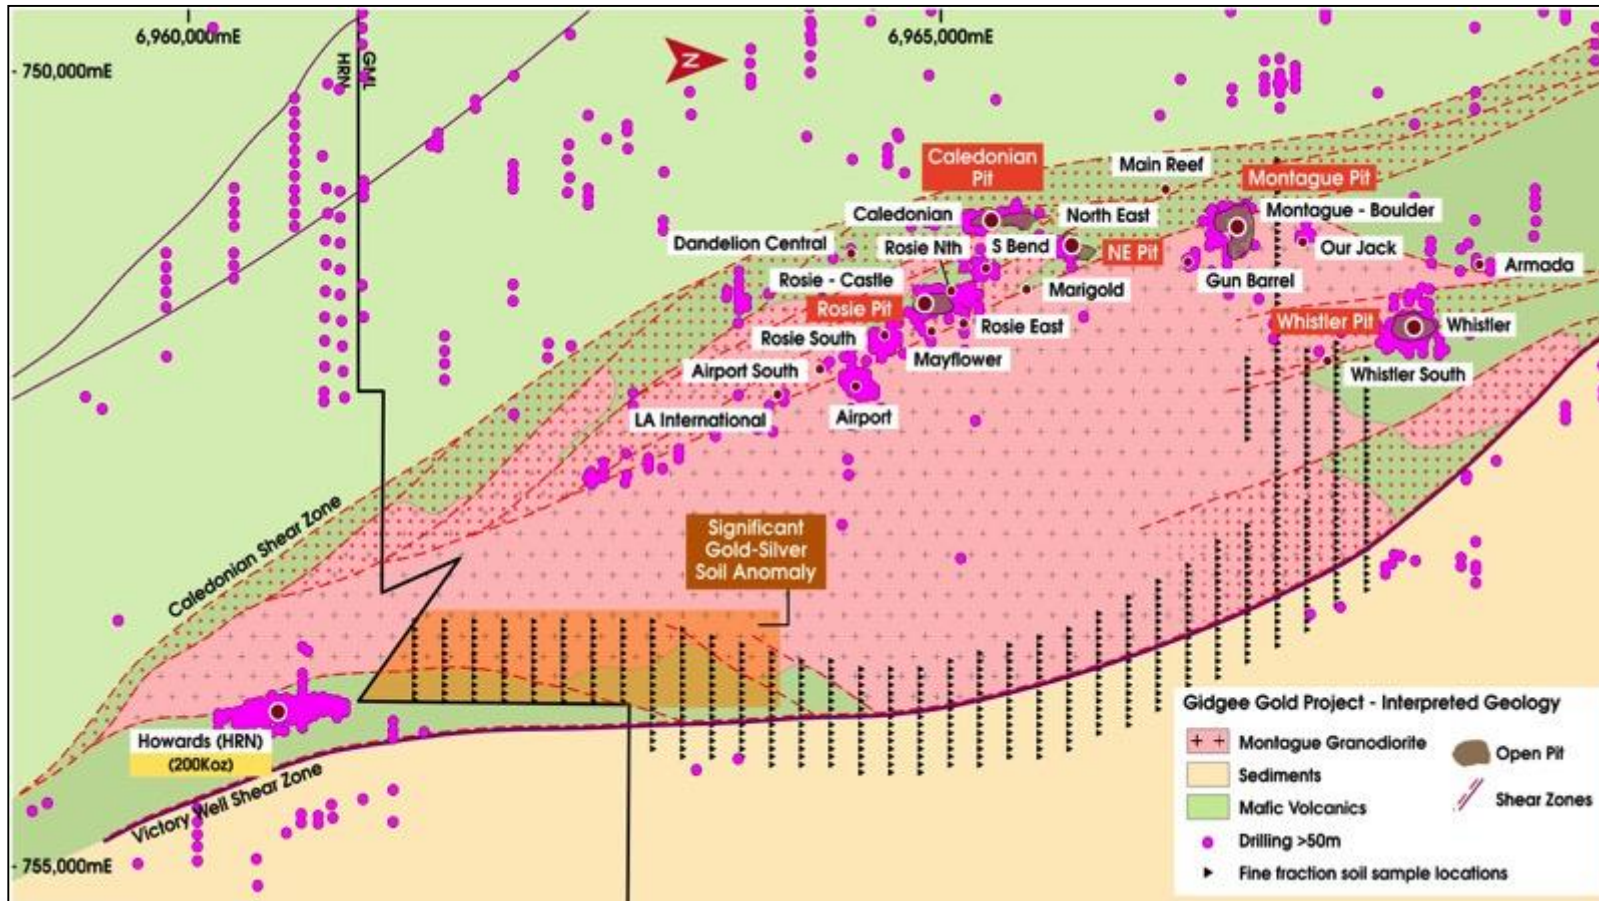 6,960,000mE
6,965,000mE
750,000mE
HRN
GML
N
Caledonian
Pit
Main Reef
Montague Pit
Caledonian
North East
Montague - Boulder
Dandelion Central
Rosie Nth
S Bend
NE Pit
Our Jack
Armada
Rosie - Castle
Marigold
Gun Barrel
Rosie Pit
Rosie East
Whistler Pit
Whistler
Rosie South
Mayflower
Airport South
Whistler South
LA International
Airport
Significant
Gold-Silver
Soil Anomaly
Caledonian Shear Zone
Howards (HRN)
(200Koz)
Victory Well Shear Zone
755,000mE
Gidgee Gold Project - Interpreted Geology
Montague Granodiorite
Open Pit
Sediments
Shear Zones
Mafic Volcanics
Drilling >50m
Fine fraction soil sample locations